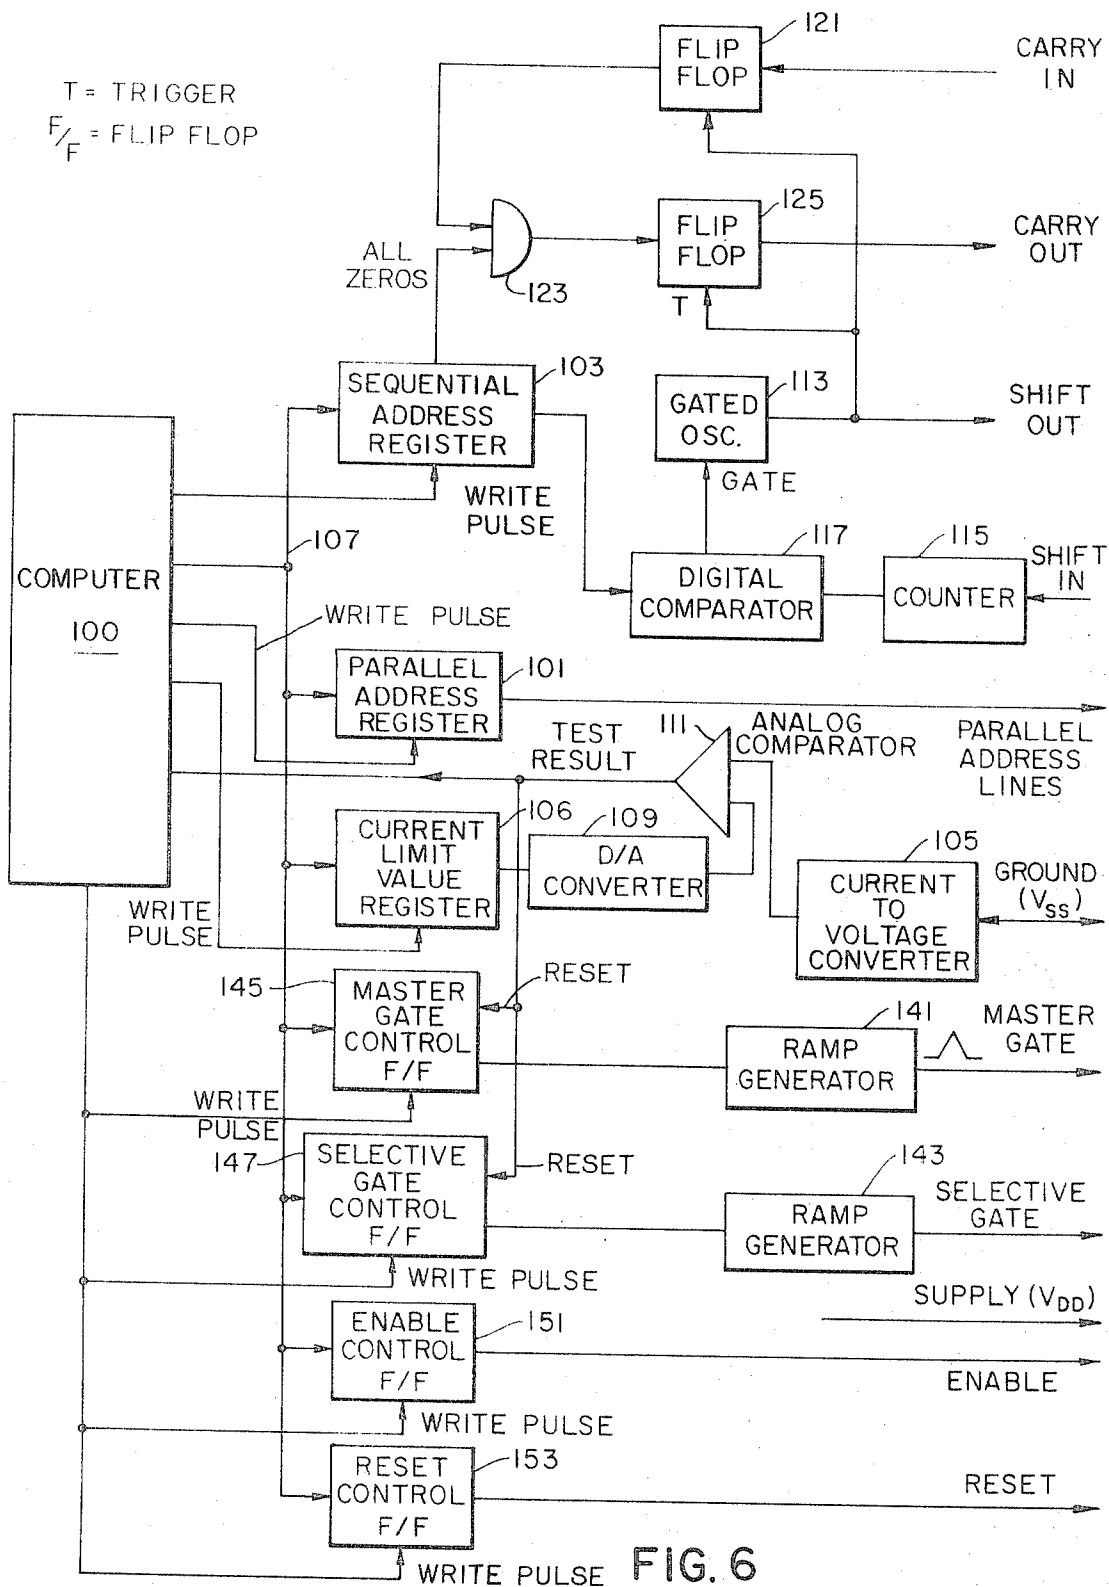 121
FLIP
FLOP
CARRY
IN
T = TRIGGER
F/F = FLIP FLOP
125
FLIP
FLOP
CARRY
OUT
ALL
ZEROS
123
T
103
SEQUENTIAL
ADDRESS
REGISTER
113
GATED
OSC.
SHIFT
OUT
GATE
WRITE
PULSE
107
117
115
SHIFT
IN
COMPUTER
100
DIGITAL
COMPARATOR
COUNTER
WRITE PULSE
PARALLEL
ADDRESS
REGISTER
101
TEST
RESULT
111
ANALOG
COMPARATOR
PARALLEL
ADDRESS
LINES
106
CURRENT
LIMIT
VALUE
REGISTER
109
D/A
CONVERTER
105
CURRENT
TO
VOLTAGE
CONVERTER
GROUND
(VSS)
WRITE
PULSE
145
MASTER
GATE
CONTROL
F/F
RESET
141
RAMP
GENERATOR
MASTER
GATE
WRITE
PULSE
147
SELECTIVE
GATE
CONTROL
F/F
RESET
143
RAMP
GENERATOR
SELECTIVE
GATE
WRITE PULSE
SUPPLY (VDD)
ENABLE
CONTROL
F/F
151
ENABLE
WRITE PULSE
RESET
CONTROL
F/F
153
RESET
WRITE PULSE
FIG. 6